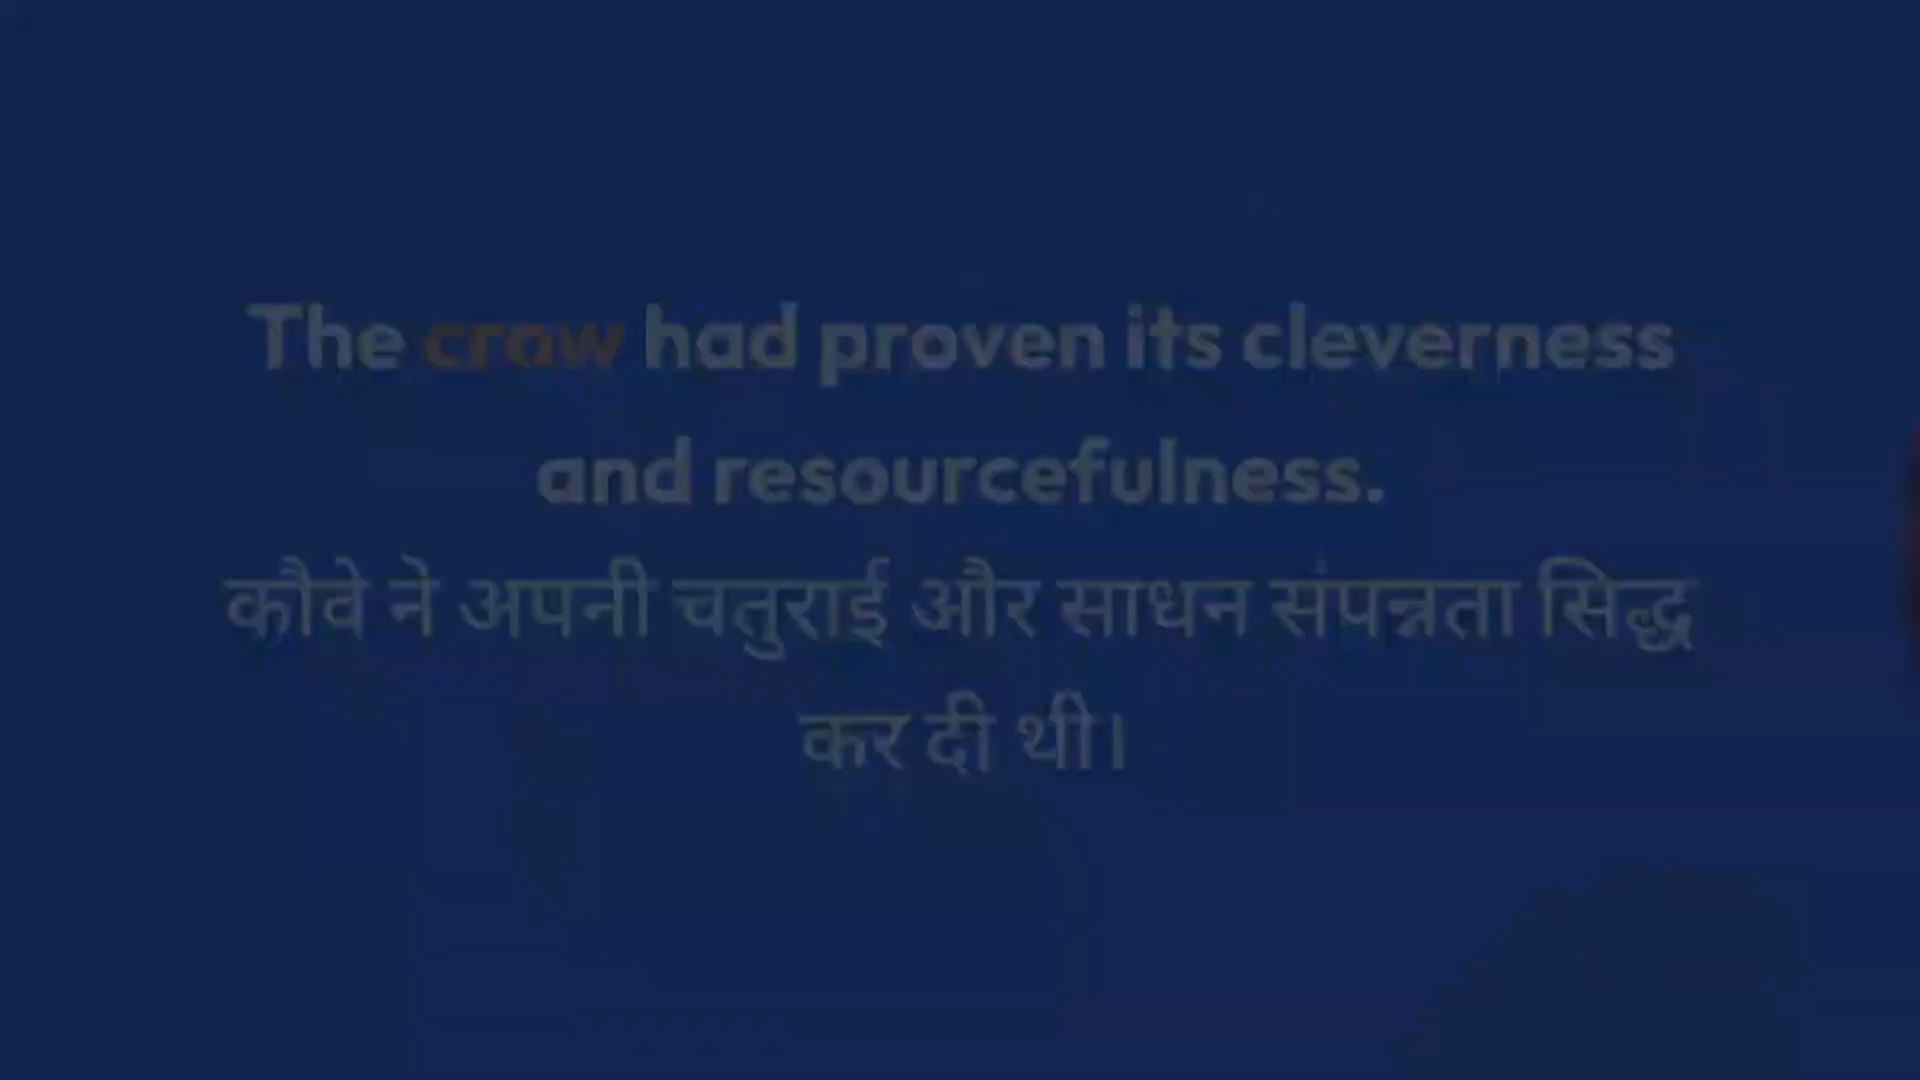 The crow had proven its cleverness
and resourcefulness.
कौवे ने अपनी चतुराई और साधन संपन्नता सिद्ध
कर दी थी।